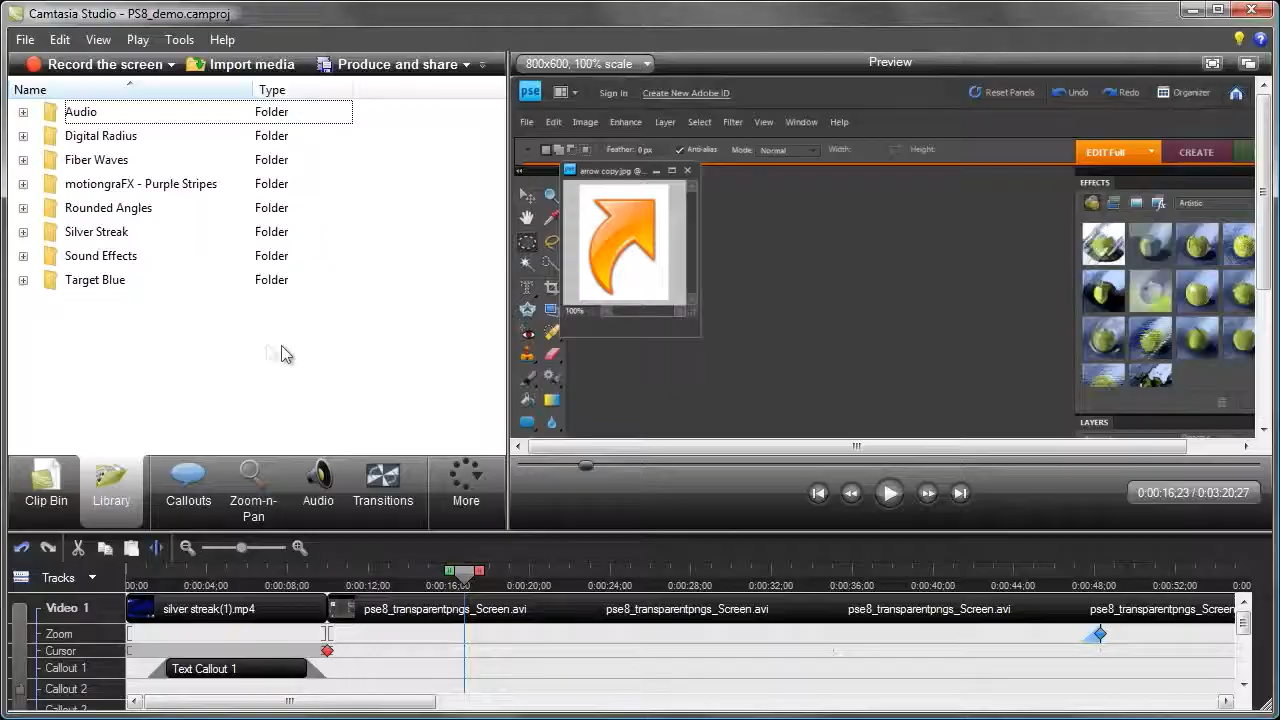 Camtasia Studio - PS8_demo.camproj
File Edit View Play Tools Help
Record the screen Import media Produce and share
800x600, 100% scale Preview
Name Type
Audio Folder
Digital Radius Folder
Fiber Waves Folder
motiongraFX - Purple Stripes Folder
Rounded Angles Folder
Silver Streak Folder
Sound Effects Folder
Target Blue Folder
pse Sign In Create New Adobe ID Reset Panels Undo Redo Organizer
File Edit Image Enhance Layer Select Filter View Window Help
Feather: 0 px Anti-alias Mode: Normal Width: Height:
EDIT Full CREATE
arrow copy.jpg @...
EFFECTS
Artistic
100%
LAYERS
Clip Bin Library Callouts Zoom-n-Pan Audio Transitions More
0:00:16,23 / 0:03:20;27
Tracks
00:00 0:00:04;00 0:00:08;00 0:00:12;00 0:00:16;00 0:00:20;00 0:00:24;00 0:00:28;00 0:00:32;00 0:00:36;00 0:00:40;00 0:00:44;00 0:00:48;00 0:00:52;00 0:00
Video 1 silver streak(1).mp4 pse8_transparentpngs_Screen.avi pse8_transparentpngs_Screen.avi pse8_transparentpngs_Screen.avi pse8_transparentpngs_Screen
Zoom
Cursor
Callout 1 Text Callout 1
Callout 2